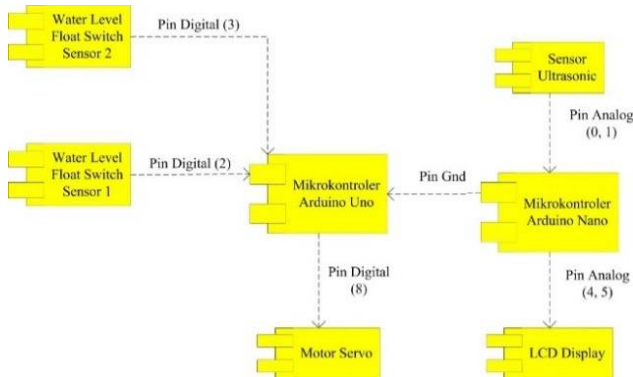 Water Level
Float Switch
Sensor 2
Pin Digital (3)
Sensor
Ultrasonic
Pin Analog
(0, 1)
Water Level
Float Switch
Sensor 1
Pin Digital (2)
Mikrokontroler
Arduino Uno
Pin Gnd
Mikrokontroler
Arduino Nano
Pin Digital
(8)
Pin Analog
(4, 5)
Motor Servo
LCD Display